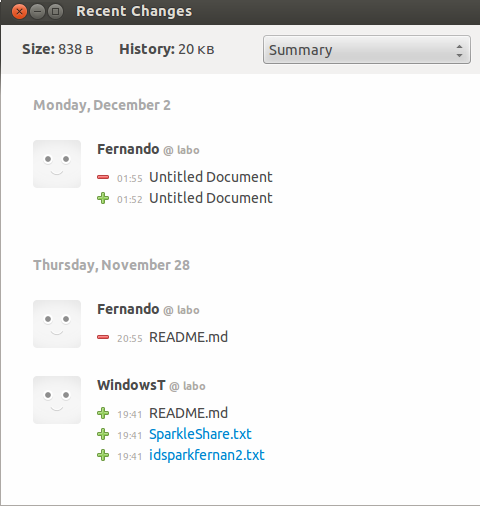 Recent Changes
Size: 838 B History: 20 KB Summary
Monday, December 2
Fernando @ labo
01:55 Untitled Document
01:52 Untitled Document
Thursday, November 28
Fernando @ labo
20:55 README.md
WindowsT @ labo
19:41 README.md
19:41 SparkleShare.txt
19:41 idsparkfernan2.txt